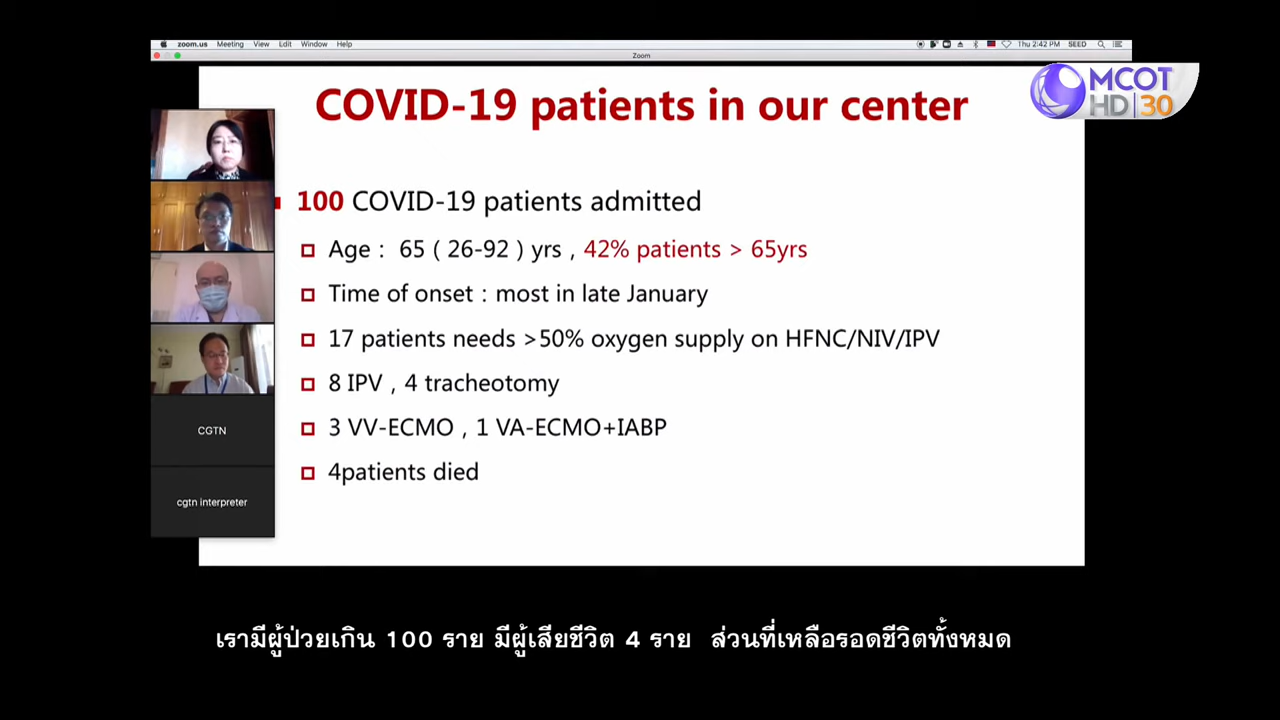 zoom.us Meeting View Edit Window Help
Thu 2:42 PM SEED
Zoom
MCOT
HD 30
COVID-19 patients in our center
100 COVID-19 patients admitted
Age : 65 ( 26-92 ) yrs , 42% patients > 65yrs
Time of onset : most in late January
17 patients needs >50% oxygen supply on HFNC/NIV/IPV
8 IPV , 4 tracheotomy
3 VV-ECMO , 1 VA-ECMO+IABP
4patients died
CGTN
cgtn interpreter
เรามีผู้ป่วยเกิน 100 ราย มีผู้เสียชีวิต 4 ราย ส่วนที่เหลือรอดชีวิตทั้งหมด